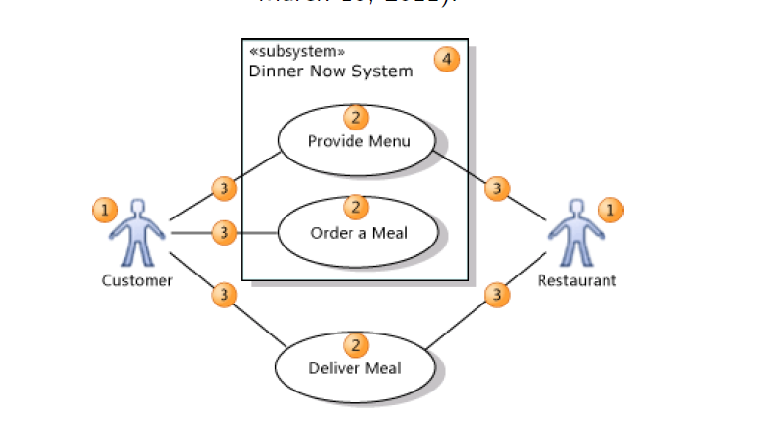 «subsystem»
Dinner Now System
4
2
Provide Menu
3
3
1
2
1
3
Order a Meal
Customer
Restaurant
3
3
2
Deliver Meal